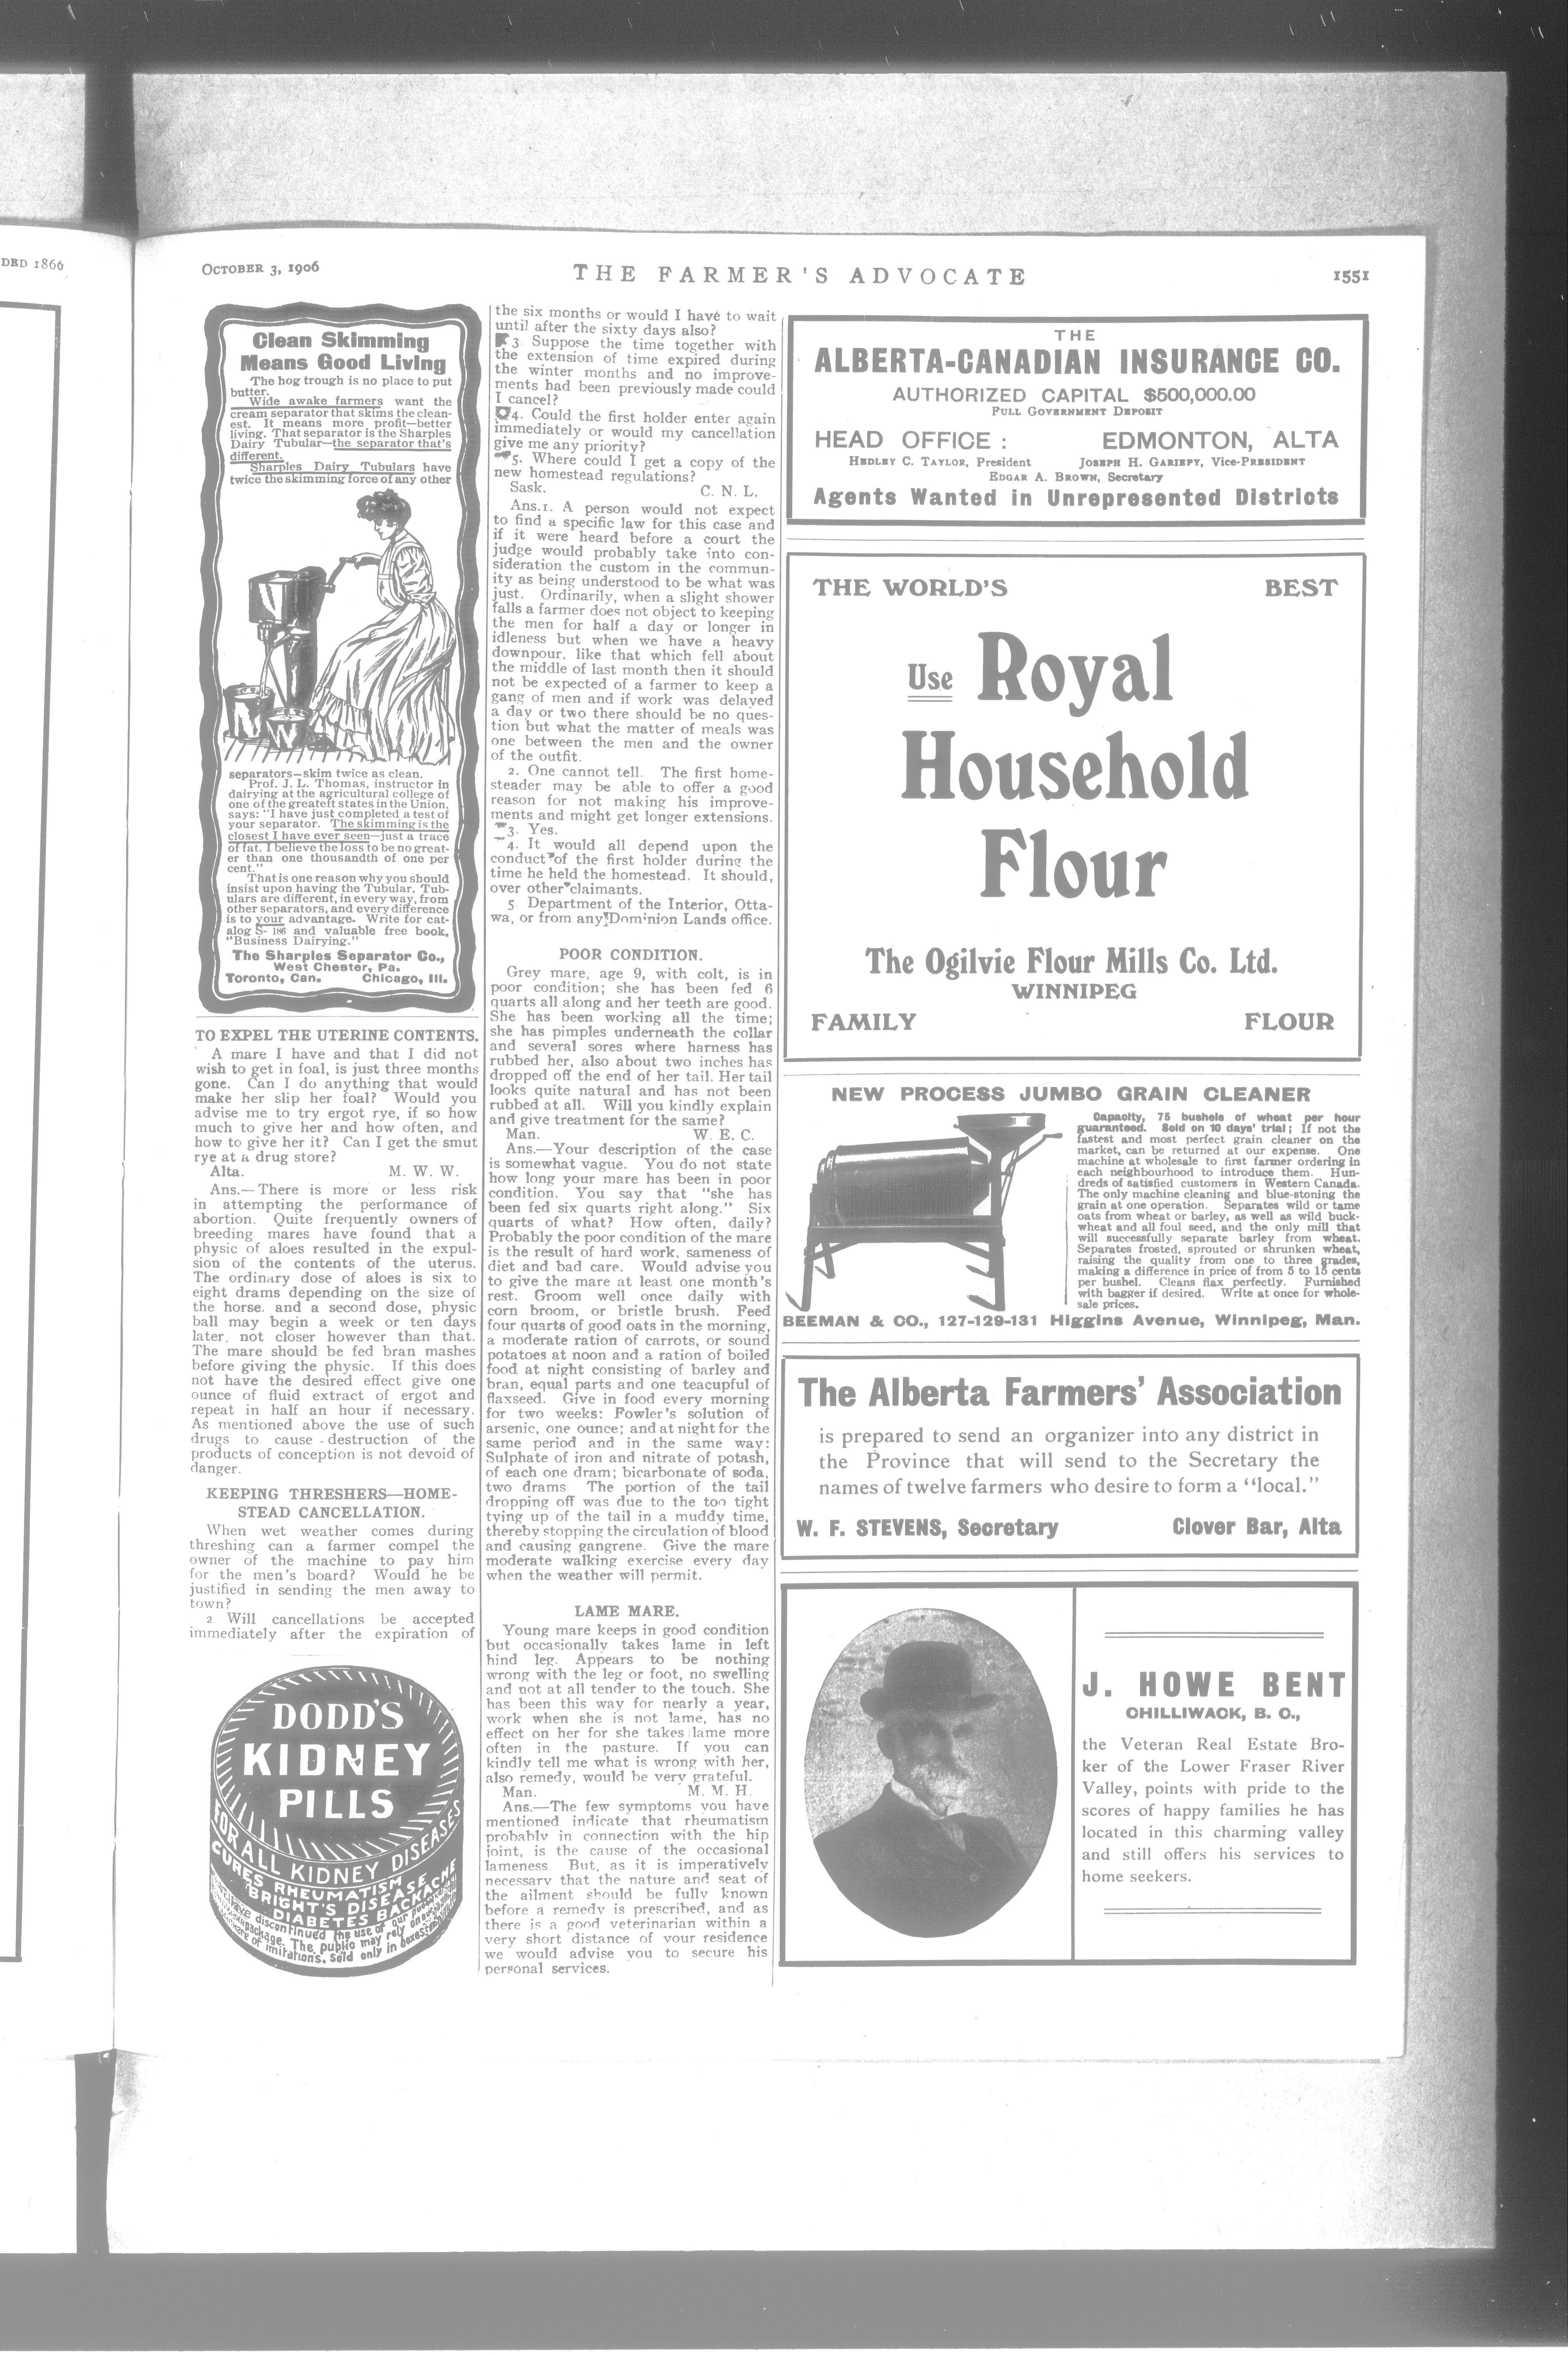 DED 1866
OCTOBER 3, 1906
THE FARMER'S ADVOCATE
1551
Clean Skimming
Means Good Living
The hog trough is no place to put
butter.
Wide awake farmers want the
cream separator that skims the clean-
est. It means more profit—better
living. That separator is the Sharples
Dairy Tubular—the separator that's
different.
Sharples Dairy Tubulars have
twice the skimming force of any other
separators—skim twice as clean.
Prof. J. L. Thomas, instructor in
dairying at the agricultural college of
one of the greatest states in the Union,
says: "I have just completed a test of
your separator. The skimming is the
closest I have ever seen—just a trace
of fat. I believe the loss to be no great-
er than one thousandth of one per
cent."
That is one reason why you should
insist upon having the Tubular. Tub-
ulars are different, in every way, from
other separators, and every difference
is to your advantage. Write for cat-
alog S- 186 and valuable free book,
"Business Dairying."
The Sharples Separator Co.,
West Chester, Pa.
Toronto, Can. Chicago, Ill.
TO EXPEL THE UTERINE CONTENTS.
A mare I have and that I did not
wish to get in foal, is just three months
gone. Can I do anything that would
make her slip her foal? Would you
advise me to try ergot rye, if so how
much to give her and how often, and
how to give her it? Can I get the smut
rye at a drug store?
Alta. M. W. W.
Ans.—There is more or less risk
in attempting the performance of
abortion. Quite frequently owners of
breeding mares have found that a
physic of aloes resulted in the expul-
sion of the contents of the uterus.
The ordinary dose of aloes is six to
eight drams depending on the size of
the horse. and a second dose, physic
ball may begin a week or ten days
later, not closer however than that.
The mare should be fed bran mashes
before giving the physic. If this does
not have the desired effect give one
ounce of fluid extract of ergot and
repeat in half an hour if necessary.
As mentioned above the use of such
drugs to cause destruction of the
products of conception is not devoid of
danger.
KEEPING THRESHERS—HOME-
STEAD CANCELLATION.
When wet weather comes during
threshing can a farmer compel the
owner of the machine to pay him
for the men's board? Would he be
justified in sending the men away to
town?
2 Will cancellations be accepted
immediately after the expiration of
DODD'S
KIDNEY
PILLS
FOR ALL KIDNEY DISEASES
CURES RHEUMATISM
BRIGHT'S DISEASE
DIABETES BACKACHE
discontinued the use of our
package. The public may rely on
of imitations. Sold only in boxes
the six months or would I have to wait
until after the sixty days also?
3 Suppose the time together with
the extension of time expired during
the winter months and no improve-
ments had been previously made could
I cancel?
4. Could the first holder enter again
immediately or would my cancellation
give me any priority?
5. Where could I get a copy of the
new homestead regulations?
Sask. C. N. L.
Ans.1. A person would not expect
to find a specific law for this case and
if it were heard before a court the
judge would probably take into con-
sideration the custom in the commun-
ity as being understood to be what was
just. Ordinarily, when a slight shower
falls a farmer does not object to keeping
the men for half a day or longer in
idleness but when we have a heavy
downpour, like that which fell about
the middle of last month then it should
not be expected of a farmer to keep a
gang of men and if work was delayed
a day or two there should be no ques-
tion but what the matter of meals was
one between the men and the owner
of the outfit.
2. One cannot tell. The first home-
steader may be able to offer a good
reason for not making his improve-
ments and might get longer extensions.
3. Yes.
4. It would all depend upon the
conduct of the first holder during the
time he held the homestead. It should,
over other claimants.
5 Department of the Interior, Otta-
wa, or from any Dominion Lands office.
POOR CONDITION.
Grey mare, age 9, with colt, is in
poor condition; she has been fed 6
quarts all along and her teeth are good.
She has been working all the time;
she has pimples underneath the collar
and several sores where harness has
rubbed her, also about two inches has
dropped off the end of her tail. Her tail
looks quite natural and has not been
rubbed at all. Will you kindly explain
and give treatment for the same?
Man. W. E. C.
Ans.—Your description of the case
is somewhat vague. You do not state
how long your mare has been in poor
condition. You say that "she has
been fed six quarts right along." Six
quarts of what? How often, daily?
Probably the poor condition of the mare
is the result of hard work, sameness of
diet and bad care. Would advise you
to give the mare at least one month's
rest. Groom well once daily with
corn broom, or bristle brush. Feed
four quarts of good oats in the morning,
a moderate ration of carrots, or sound
potatoes at noon and a ration of boiled
food at night consisting of barley and
bran, equal parts and one teacupful of
flaxseed. Give in food every morning
for two weeks: Fowler's solution of
arsenic, one ounce; and at night for the
same period and in the same way:
Sulphate of iron and nitrate of potash,
of each one dram; bicarbonate of soda,
two drams. The portion of the tail
dropping off was due to the too tight
tying up of the tail in a muddy time,
thereby stopping the circulation of blood
and causing gangrene. Give the mare
moderate walking exercise every day
when the weather will permit.
LAME MARE.
Young mare keeps in good condition
but occasionally takes lame in left
hind leg. Appears to be nothing
wrong with the leg or foot, no swelling
and not at all tender to the touch. She
has been this way for nearly a year,
work when she is not lame, has no
effect on her for she takes lame more
often in the pasture. If you can
kindly tell me what is wrong with her,
also remedy, would be very grateful.
Man. M. M. H.
Ans.—The few symptoms you have
mentioned indicate that rheumatism
probably in connection with the hip
joint, is the cause of the occasional
lameness But, as it is imperatively
necessary that the nature and seat of
the ailment should be fully known
before a remedy is prescribed, and as
there is a good veterinarian within a
very short distance of your residence
we would advise you to secure his
personal services.
THE
ALBERTA-CANADIAN INSURANCE CO.
AUTHORIZED CAPITAL $500,000.00
FULL GOVERNMENT DEPOSIT
HEAD OFFICE : EDMONTON, ALTA
HEDLEY C. TAYLOR, President JOSEPH H. GARIEPY, Vice-PRESIDENT
EDGAR A. BROWN, Secretary
Agents Wanted in Unrepresented Districts
THE WORLD'S BEST
Use Royal
Household
Flour
The Ogilvie Flour Mills Co. Ltd.
WINNIPEG
FAMILY FLOUR
NEW PROCESS JUMBO GRAIN CLEANER
Capacity, 75 bushels of wheat per hour
guaranteed. Sold on 10 days' trial; if not the
fastest and most perfect grain cleaner on the
market, can be returned at our expense. One
machine at wholesale to first farmer ordering in
each neighbourhood to introduce them. Hun-
dreds of satisfied customers in Western Canada.
The only machine cleaning and blue-stoning the
grain at one operation. Separates wild or tame
oats from wheat or barley, as well as wild buck-
wheat and all foul seed, and the only mill that
will successfully separate barley from wheat.
Separates frosted, sprouted or shrunken wheat,
raising the quality from one to three grades,
making a difference in price of from 5 to 15 cents
per bushel. Cleans flax perfectly. Furnished
with bagger if desired. Write at once for whole-
sale prices.
BEEMAN & CO., 127-129-131 Higgins Avenue, Winnipeg, Man.
The Alberta Farmers' Association
is prepared to send an organizer into any district in
the Province that will send to the Secretary the
names of twelve farmers who desire to form a "local."
W. F. STEVENS, Secretary Clover Bar, Alta
J. HOWE BENT
CHILLIWACK, B. C.,
the Veteran Real Estate Bro-
ker of the Lower Fraser River
Valley, points with pride to the
scores of happy families he has
located in this charming valley
and still offers his services to
home seekers.